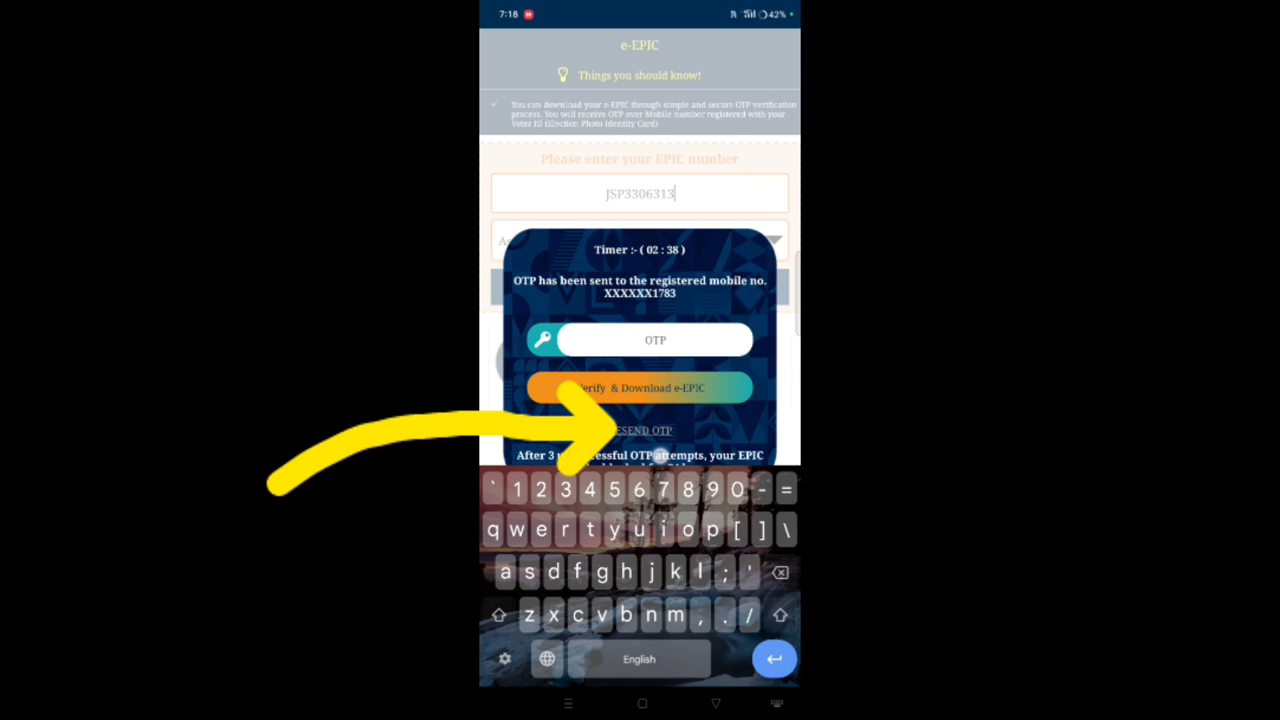 7:18
42%
e-EPIC
Things you should know!
You can download your e-EPIC through simple and secure OTP verification
process. You will receive OTP over Mobile number registered with your
Voter ID (Election Photo Identity Card)
Please enter your EPIC number
JSP3306313
Timer :- ( 02 : 38 )
OTP has been sent to the registered mobile no.
XXXXXX1783
OTP
Verify & Download e-EPIC
RESEND OTP
After 3 unsuccessful OTP attempts, your EPIC
` 1 2 3 4 5 6 7 8 9 0 - =
q w e r t y u i o p [ ] \
a s d f g h j k l ; '
z x c v b n m , . /
English